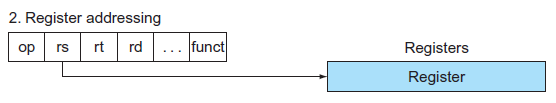 2. Register addressing
op rs rt rd . . . funct
Registers
Register